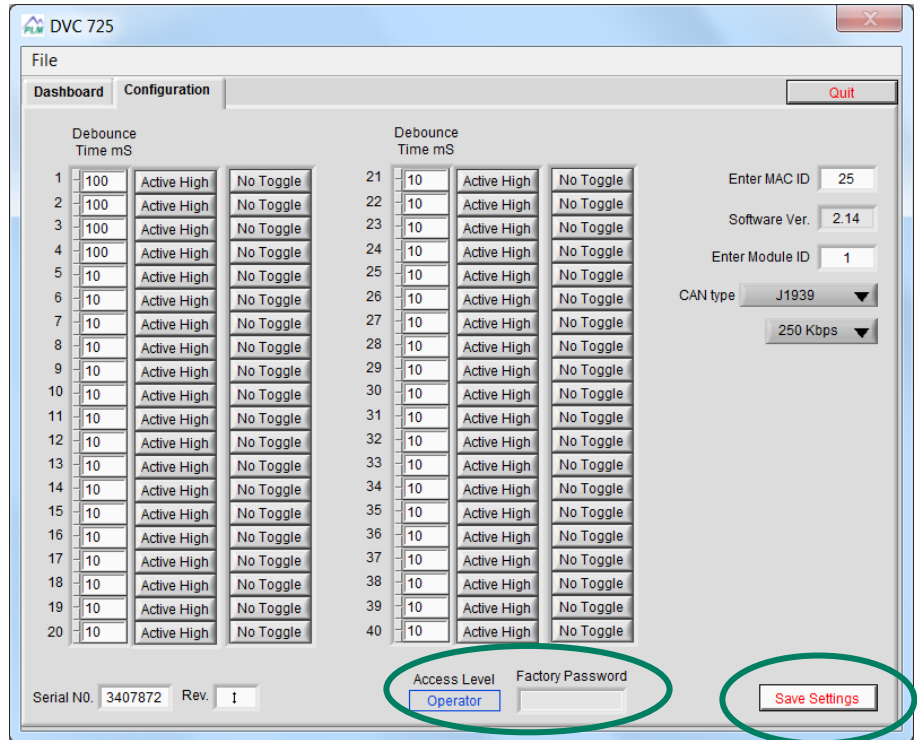 PLM DVC 725
File
Dashboard Configuration Quit
Debounce Time mS
Debounce Time mS
1 100 Active High No Toggle
2 100 Active High No Toggle
3 100 Active High No Toggle
4 100 Active High No Toggle
5 10 Active High No Toggle
6 10 Active High No Toggle
7 10 Active High No Toggle
8 10 Active High No Toggle
9 10 Active High No Toggle
10 10 Active High No Toggle
11 10 Active High No Toggle
12 10 Active High No Toggle
13 10 Active High No Toggle
14 10 Active High No Toggle
15 10 Active High No Toggle
16 10 Active High No Toggle
17 10 Active High No Toggle
18 10 Active High No Toggle
19 10 Active High No Toggle
20 10 Active High No Toggle
21 10 Active High No Toggle
22 10 Active High No Toggle
23 10 Active High No Toggle
24 10 Active High No Toggle
25 10 Active High No Toggle
26 10 Active High No Toggle
27 10 Active High No Toggle
28 10 Active High No Toggle
29 10 Active High No Toggle
30 10 Active High No Toggle
31 10 Active High No Toggle
32 10 Active High No Toggle
33 10 Active High No Toggle
34 10 Active High No Toggle
35 10 Active High No Toggle
36 10 Active High No Toggle
37 10 Active High No Toggle
38 10 Active High No Toggle
39 10 Active High No Toggle
40 10 Active High No Toggle
Enter MAC ID 25
Software Ver. 2.14
Enter Module ID 1
CAN type J1939
250 Kbps
Serial N0. 3407872 Rev.
Access Level Factory Password
Operator
Save Settings